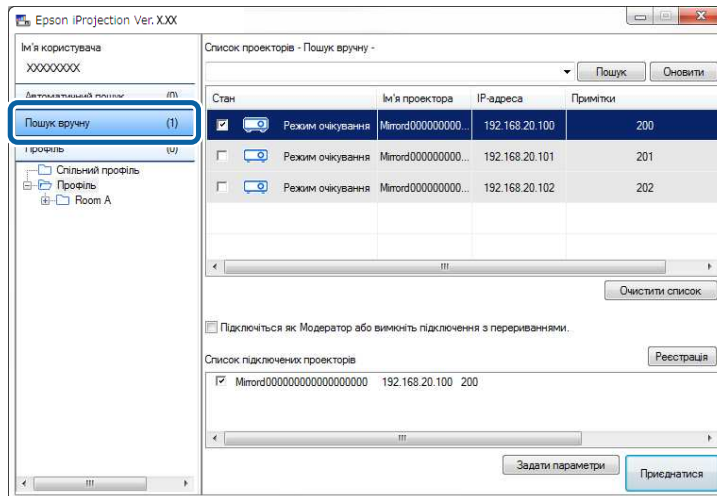 Epson iProjection Ver. X.XX
Ім'я користувача
XXXXXXXX
Автоматичний пошук (0)
Пошук вручну (1)
Профіль (0)
Спільний профіль
Профіль
Room A
Список проекторів - Пошук вручну -
Пошук Оновити
Стан Ім'я проектора IP-адреса Примітки
Режим очікування Mirrord000000000... 192.168.20.100 200
Режим очікування Mirrord000000000... 192.168.20.101 201
Режим очікування Mirrord000000000... 192.168.20.102 202
Очистити список
Підключіться як Модератор або вимкніть підключення з перериваннями.
Список підключених проекторів Реєстрація
Mirrord000000000000000000 192.168.20.100 200
Задати параметри Приєднатися